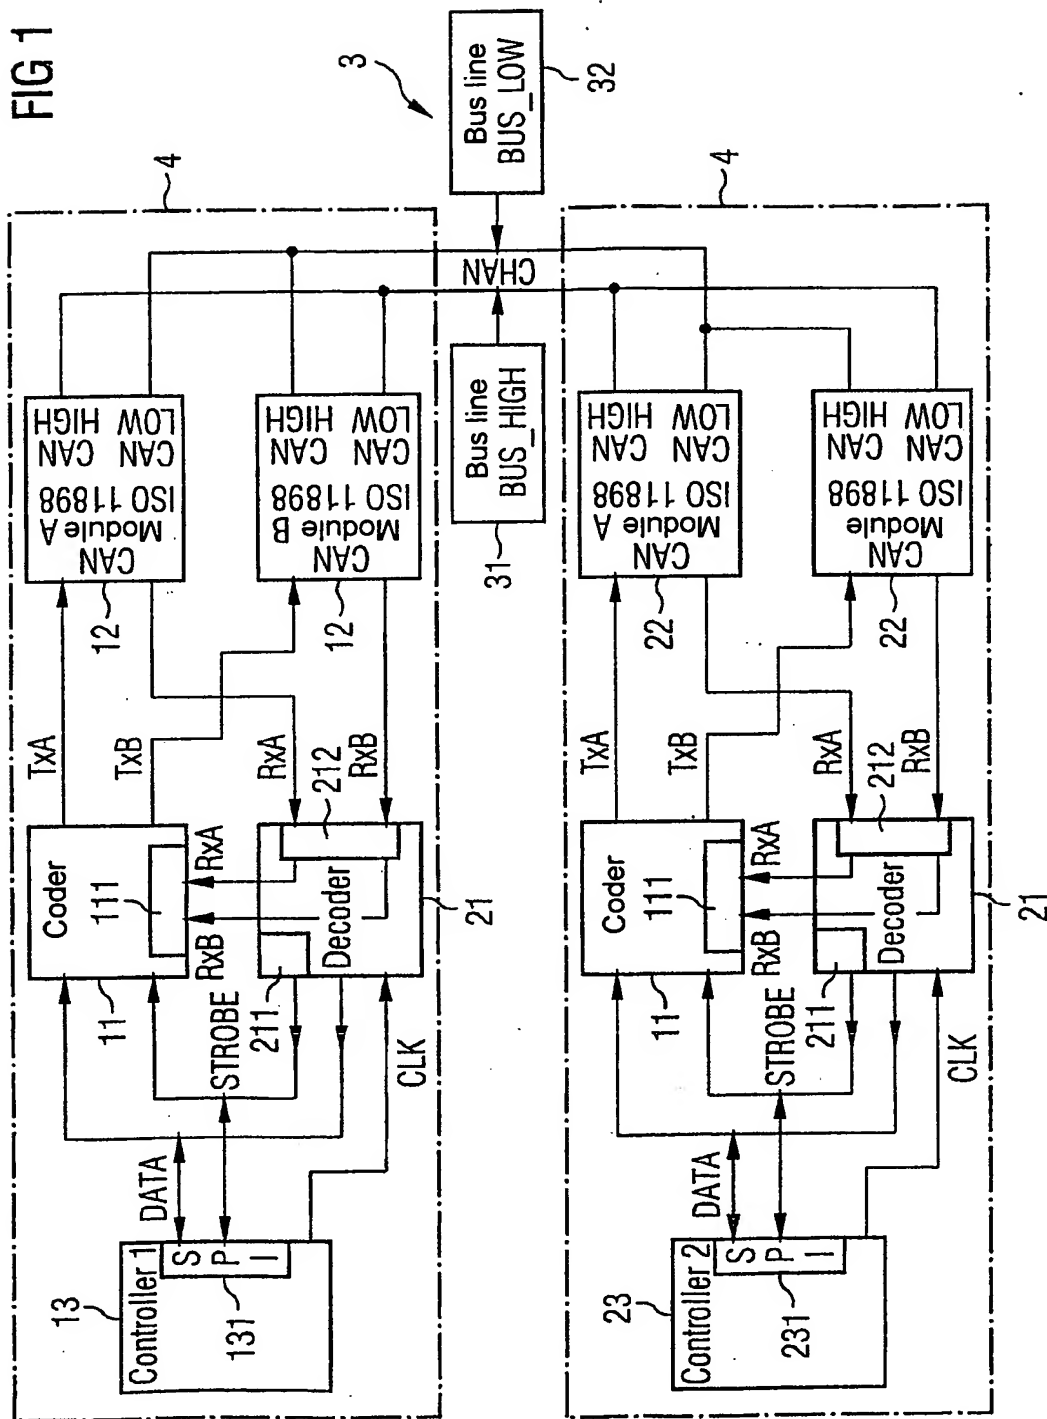 FIG 1
4
13
Controller 1
S P I
131
DATA
STROBE
CLK
11
Coder
111
RxB
RxA
211
Decoder
212
21
TxA
TxB
RxA
RxB
12
CAN
Module A
ISO 11898
CAN HIGH
CAN LOW
12
CAN
Module B
ISO 11898
CAN HIGH
CAN LOW
3
Bus line
BUS_HIGH
31
CHAN
Bus line
BUS_LOW
32
4
23
Controller 2
S P I
231
DATA
STROBE
CLK
11
Coder
111
RxB
RxA
211
Decoder
212
21
TxA
TxB
RxA
RxB
22
CAN
Module A
ISO 11898
CAN HIGH
CAN LOW
22
CAN
Module
ISO 11898
CAN HIGH
CAN LOW